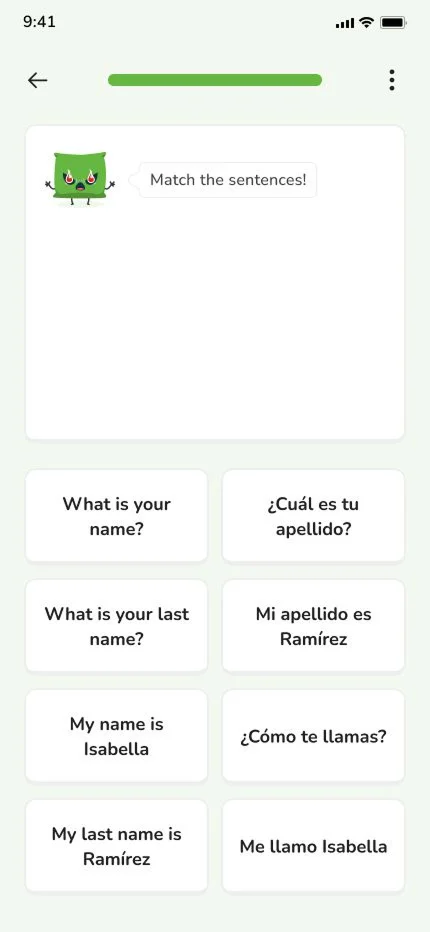 9:41
Match the sentences!
What is your
name?
¿Cuál es tu
apellido?
What is your last
name?
Mi apellido es
Ramírez
My name is
Isabella
¿Cómo te llamas?
My last name is
Ramírez
Me llamo Isabella